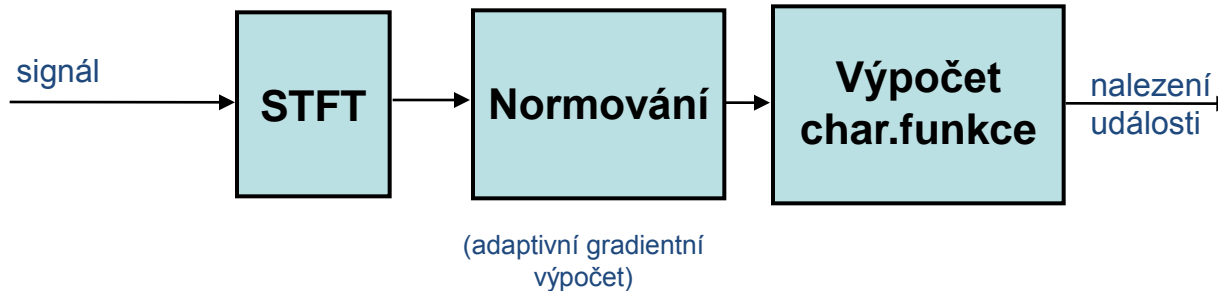 signál
STFT
Normování
Výpočet
char.funkce
nalezení
události
(adaptivní gradientní
výpočet)